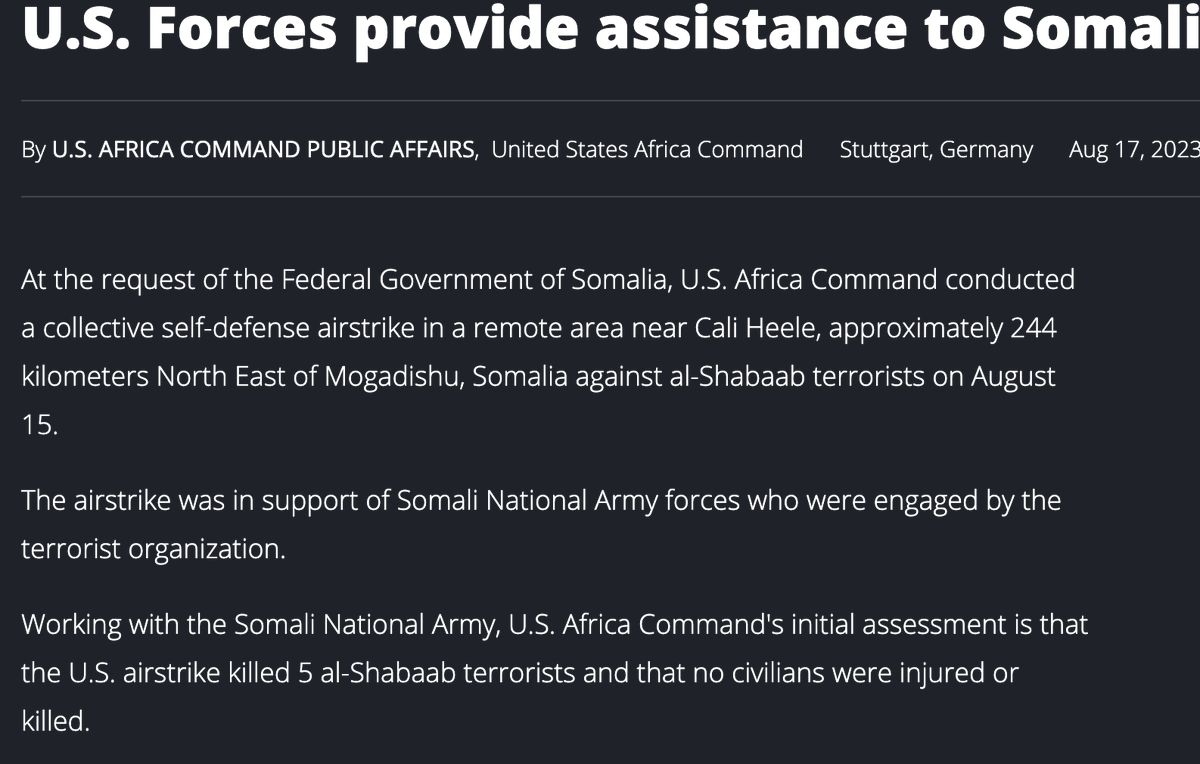 U.S. Forces provide assistance to Somali
By U.S. AFRICA COMMAND PUBLIC AFFAIRS, United States Africa Command Stuttgart, Germany Aug 17, 2023
At the request of the Federal Government of Somalia, U.S. Africa Command conducted
a collective self-defense airstrike in a remote area near Cali Heele, approximately 244
kilometers North East of Mogadishu, Somalia against al-Shabaab terrorists on August
15.
The airstrike was in support of Somali National Army forces who were engaged by the
terrorist organization.
Working with the Somali National Army, U.S. Africa Command's initial assessment is that
the U.S. airstrike killed 5 al-Shabaab terrorists and that no civilians were injured or
killed.